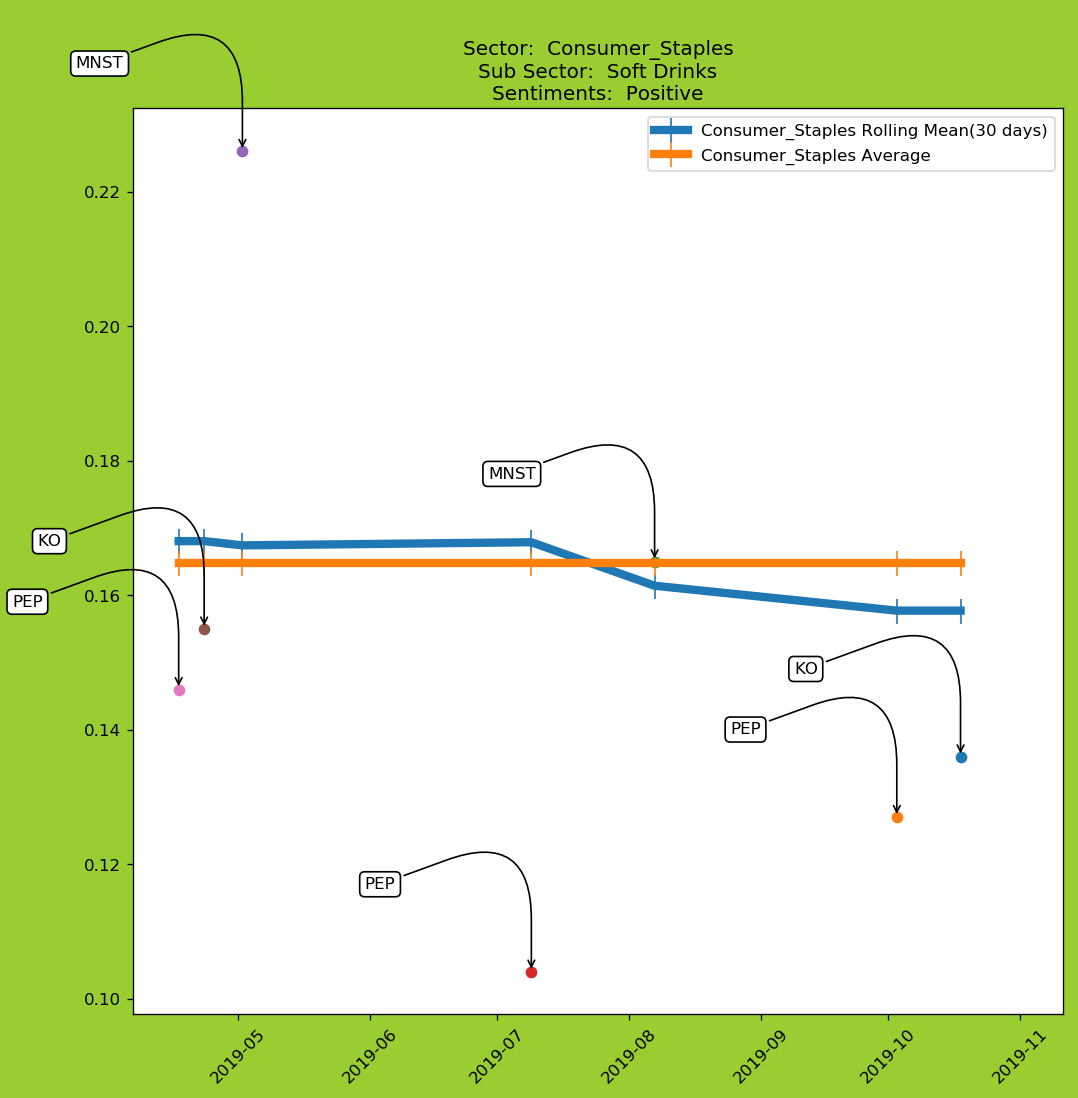 MNST
Sector:  Consumer_Staples
Sub Sector:  Soft Drinks
Sentiments:  Positive
Consumer_Staples Rolling Mean(30 days)
Consumer_Staples Average
0.22
0.20
0.18
MNST
KO
0.16
PEP
KO
0.14
PEP
0.12
PEP
0.10
2019-05
2019-06
2019-07
2019-08
2019-09
2019-10
2019-11